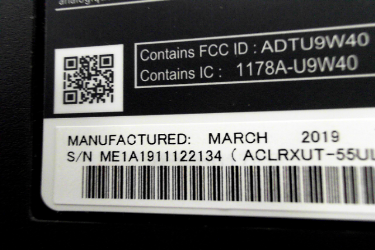 Contains FCC ID : ADTU9W40
Contains IC : 1178A-U9W40
MANUFACTURED: MARCH 2019
S/N ME1A1911122134 ( ACLRXUT-55UL